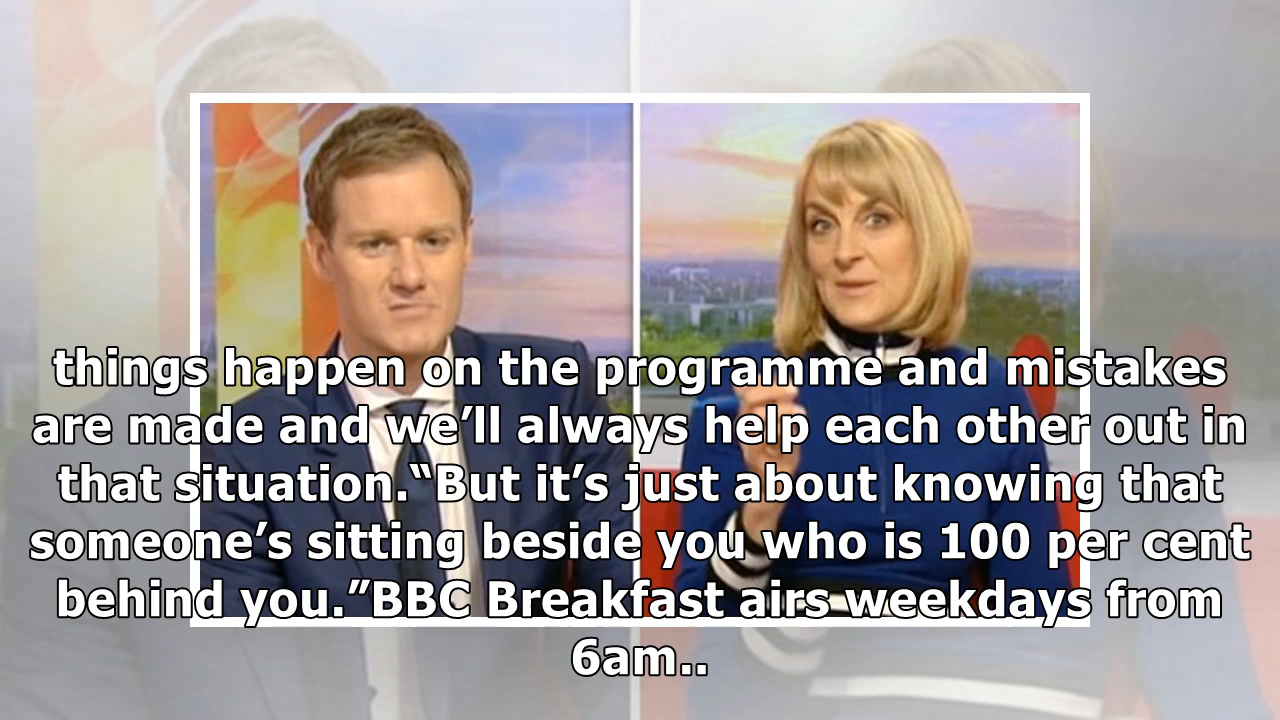 things happen on the programme and mistakes
are made and we’ll always help each other out in
that situation.“But it’s just about knowing that
someone’s sitting beside you who is 100 per cent
behind you.”BBC Breakfast airs weekdays from
6am..